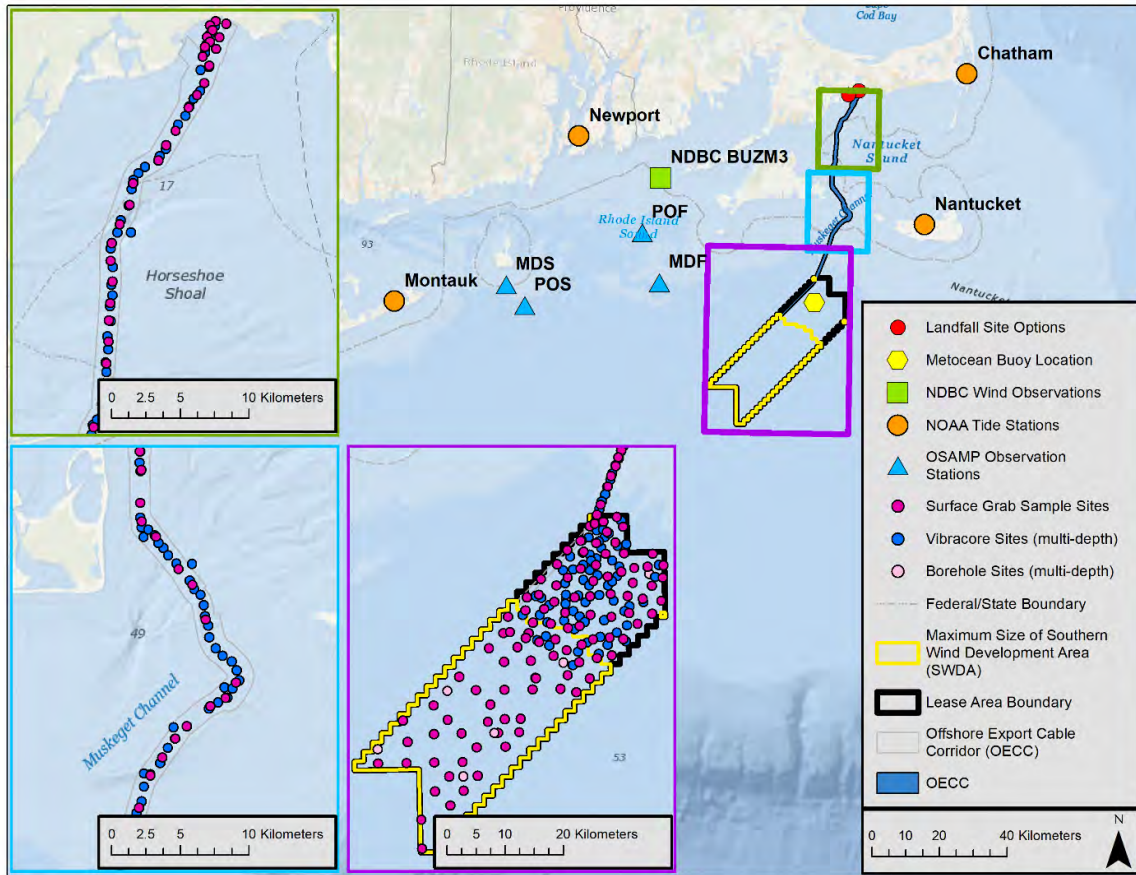 Providence
Cape
Cod Bay
Rhode Island
Chatham
Newport
Nantucket
Sound
NDBC BUZM3
17
POF
Rhode Island
Sound
Muskeget Channel
Nantucket
93
MDS
MDF
Horseshoe
Shoal
Montauk
POS
Nantucket
0 2.5 5 10 Kilometers
Landfall Site Options
Metocean Buoy Location
NDBC Wind Observations
NOAA Tide Stations
OSAMP Observation
Stations
Surface Grab Sample Sites
Vibracore Sites (multi-depth)
Borehole Sites (multi-depth)
Federal/State Boundary
Maximum Size of Southern
Wind Development Area
(SWDA)
Lease Area Boundary
Offshore Export Cable
Corridor (OECC)
OECC
49
Muskeget Channel
53
0 2.5 5 10 Kilometers
0 5 10 20 Kilometers
0 10 20 40 Kilometers
N